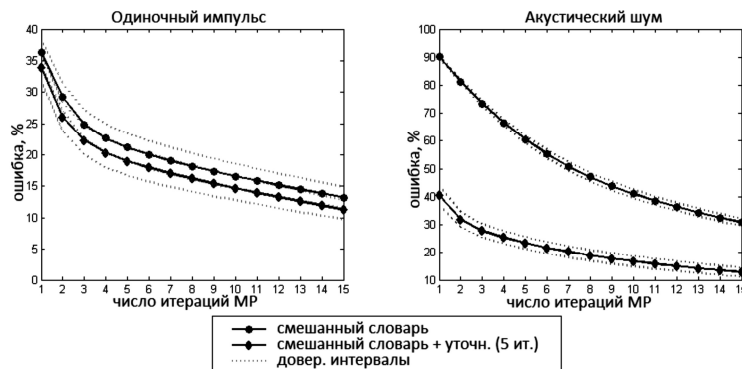 Одиночный импульс
40
35
30
25
20
15
10
5
0
ошибка, %
1 2 3 4 5 6 7 8 9 10 11 12 13 14 15
число итераций MP
Акустический шум
100
90
80
70
60
50
40
30
20
10
ошибка, %
1 2 3 4 5 6 7 8 9 10 11 12 13 14 15
число итераций MP
смешанный словарь
смешанный словарь + уточн. (5 ит.)
довер. интервалы